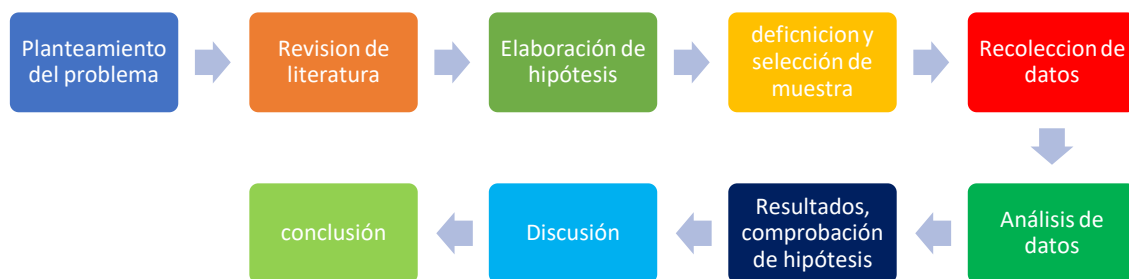 Planteamiento
del problema
Revision de
literatura
Elaboración de
hipótesis
deficnicion y
selección de
muestra
Recoleccion de
datos
Análisis de
datos
Resultados,
comprobación
de hipótesis
Discusión
conclusión